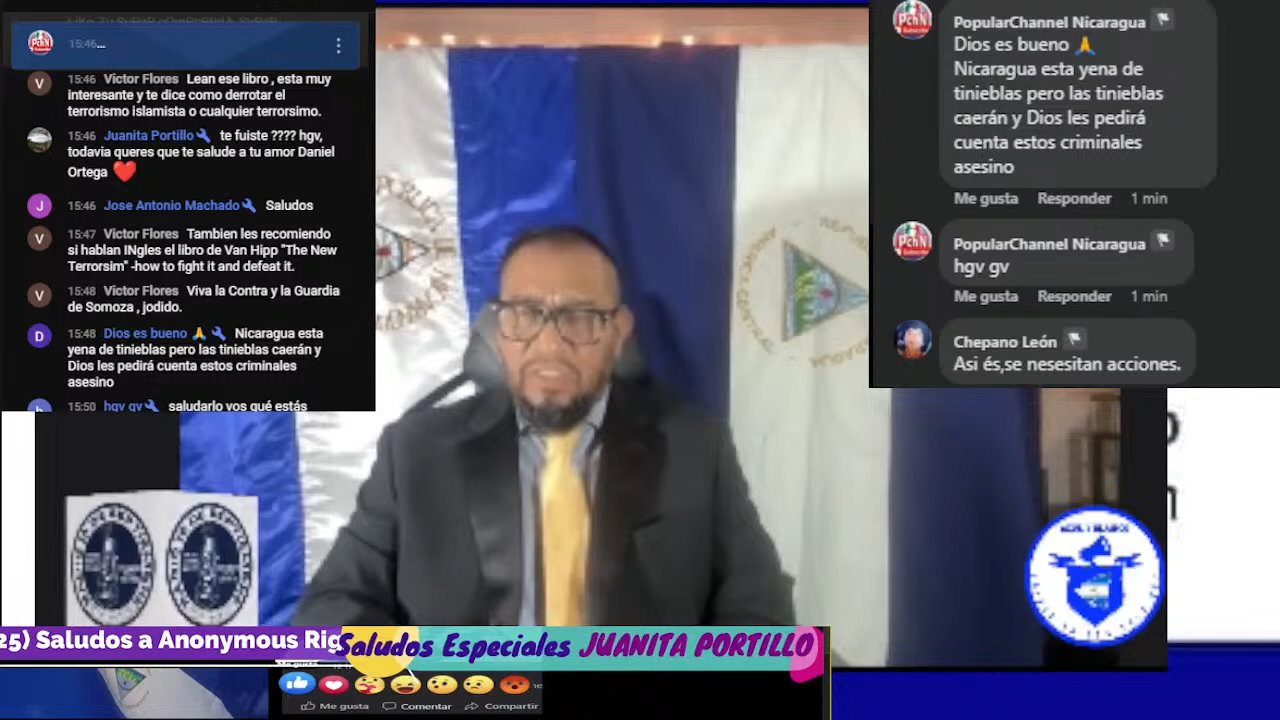 15:46...
15:46 Victor Flores Lean ese libro , esta muy
interesante y te dice como derrotar el
terrorismo islamista o cualquier terrorsimo.
15:46 Juanita Portillo te fuiste ???? hgv,
todavia queres que te salude a tu amor Daniel
Ortega ❤️
15:46 Jose Antonio Machado Saludos
15:47 Victor Flores Tambien les recomiendo
si hablan INgles el libro de Van Hipp "The New
Terrorsim" -how to fight it and defeat it.
15:48 Victor Flores Viva la Contra y la Guardia
de Somoza , jodido.
15:48 Dios es bueno 🙏 Nicaragua esta
yena de tinieblas pero las tinieblas caerán y
Dios les pedirá cuenta estos criminales
asesino
15:50 hgv gv saludarlo vos qué estás
PopularChannel Nicaragua
Dios es bueno 🙏
Nicaragua esta yena de
tinieblas pero las tinieblas
caerán y Dios les pedirá
cuenta estos criminales
asesino
Me gusta Responder 1 min
PopularChannel Nicaragua
hgv gv
Me gusta Responder 1 min
Chepano León
Asi és,se nesesitan acciones.
25) Saludos a Anonymous Rig
Saludos Especiales JUANITA PORTILLO
Me gusta Comentar Compartir